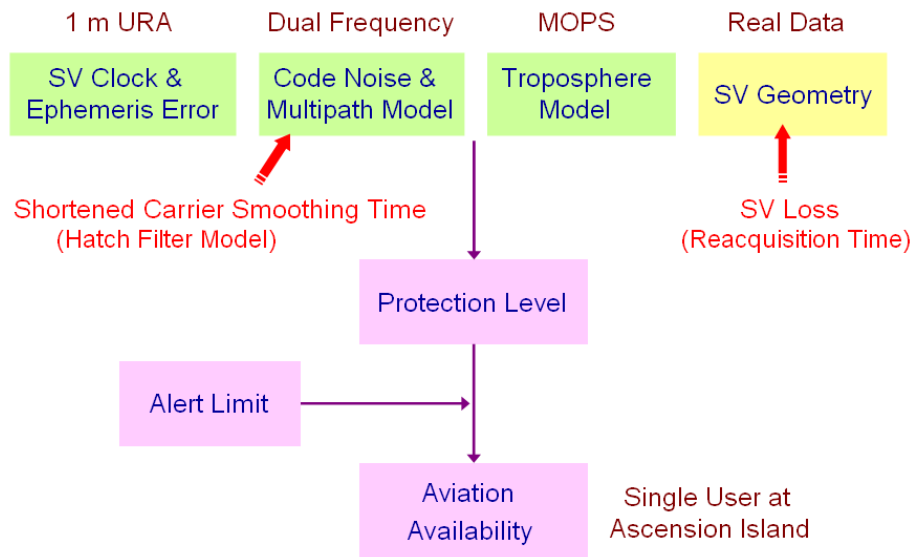 1 m URA
Dual Frequency
MOPS
Real Data
SV Clock &
Ephemeris Error
Code Noise &
Multipath Model
Troposphere
Model
SV Geometry
Shortened Carrier Smoothing Time
(Hatch Filter Model)
SV Loss
(Reacquisition Time)
Protection Level
Alert Limit
Aviation
Availability
Single User at
Ascension Island